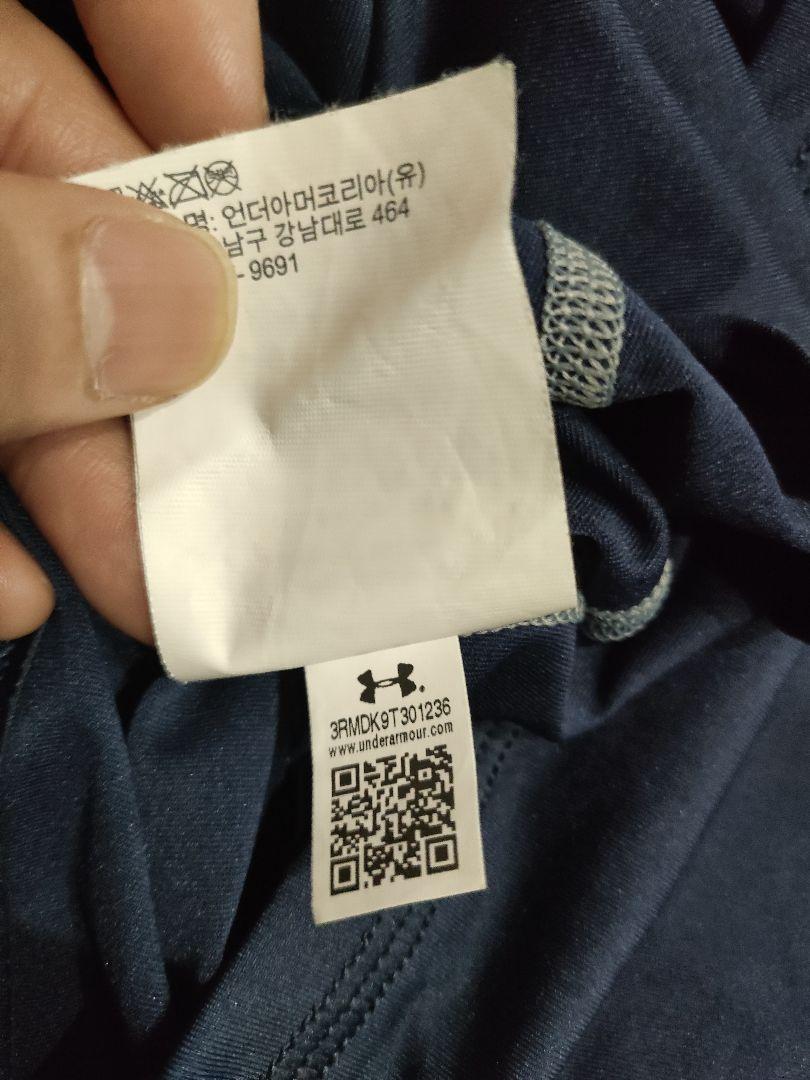 명: 언더아머코리아(유)
남구 강남대로 464
- 9691
3RMDK9T301236
www.underarmour.com